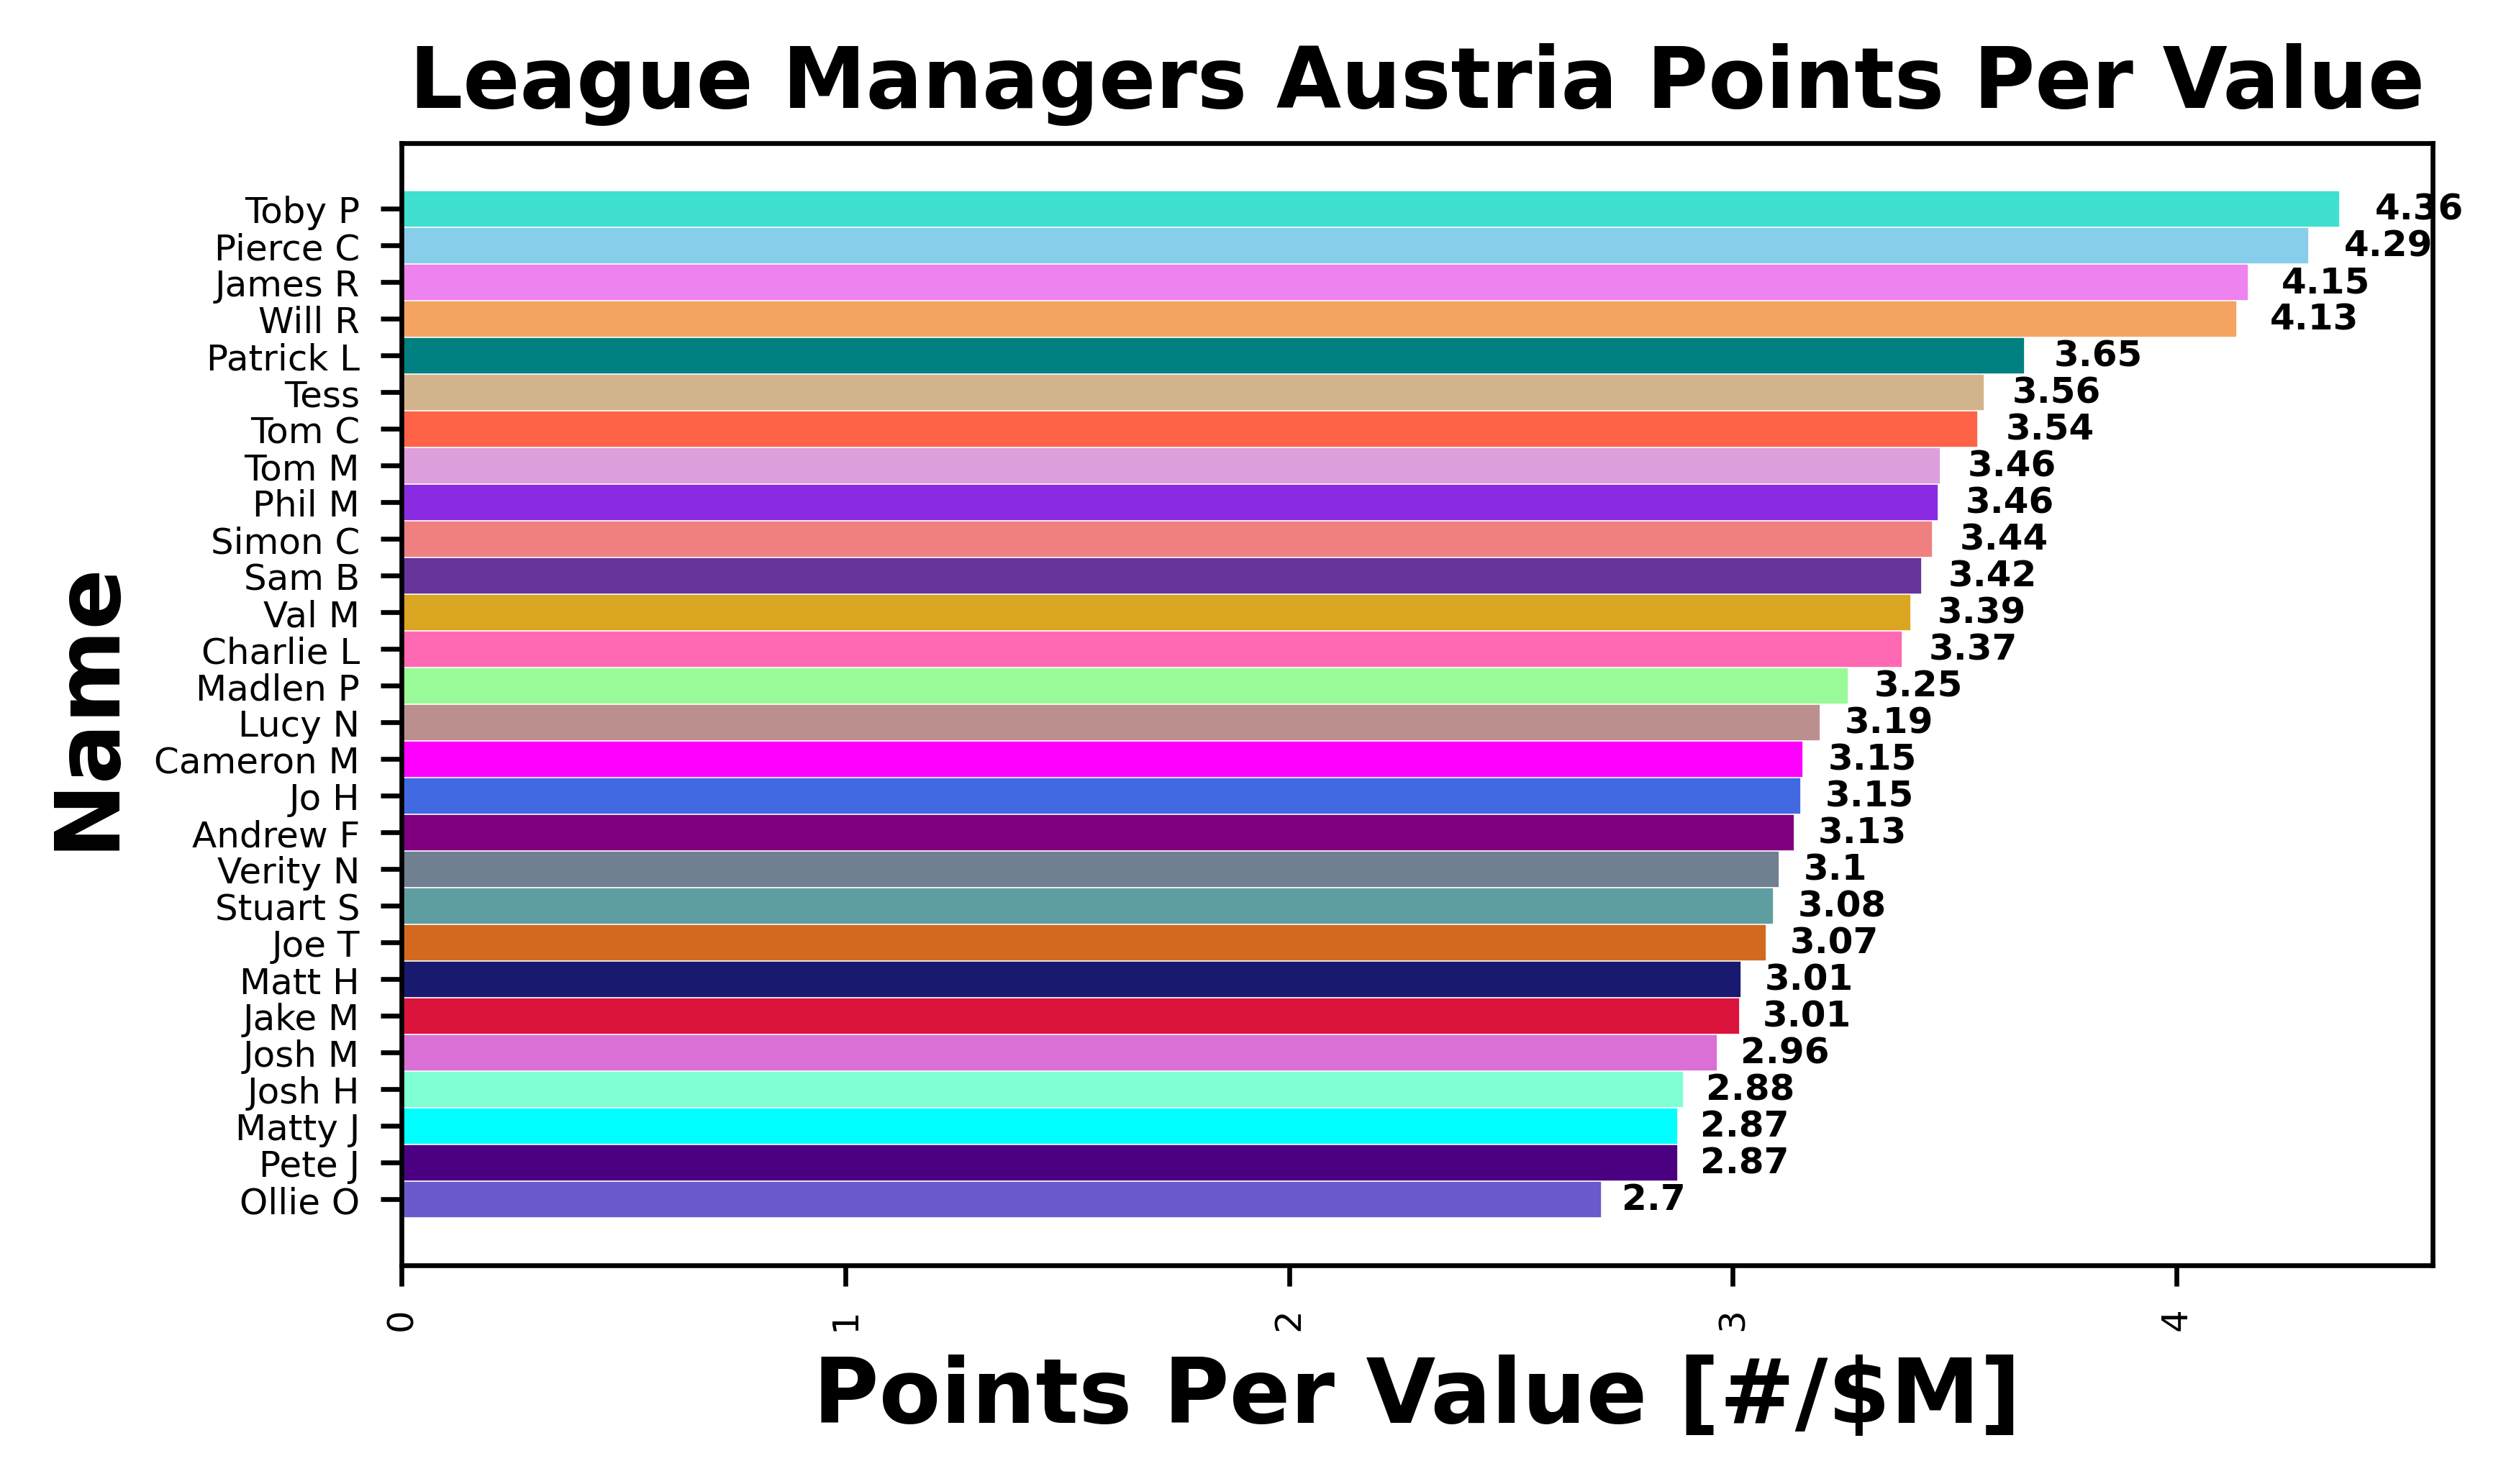 League Managers Austria Points Per Value
Name
Toby P 4.36
Pierce C 4.29
James R 4.15
Will R 4.13
Patrick L 3.65
Tess 3.56
Tom C 3.54
Tom M 3.46
Phil M 3.46
Simon C 3.44
Sam B 3.42
Val M 3.39
Charlie L 3.37
Madlen P 3.25
Lucy N 3.19
Cameron M 3.15
Jo H 3.15
Andrew F 3.13
Verity N 3.1
Stuart S 3.08
Joe T 3.07
Matt H 3.01
Jake M 3.01
Josh M 2.96
Josh H 2.88
Matty J 2.87
Pete J 2.87
Ollie O 2.7
0 1 2 3 4
Points Per Value [#/$M]